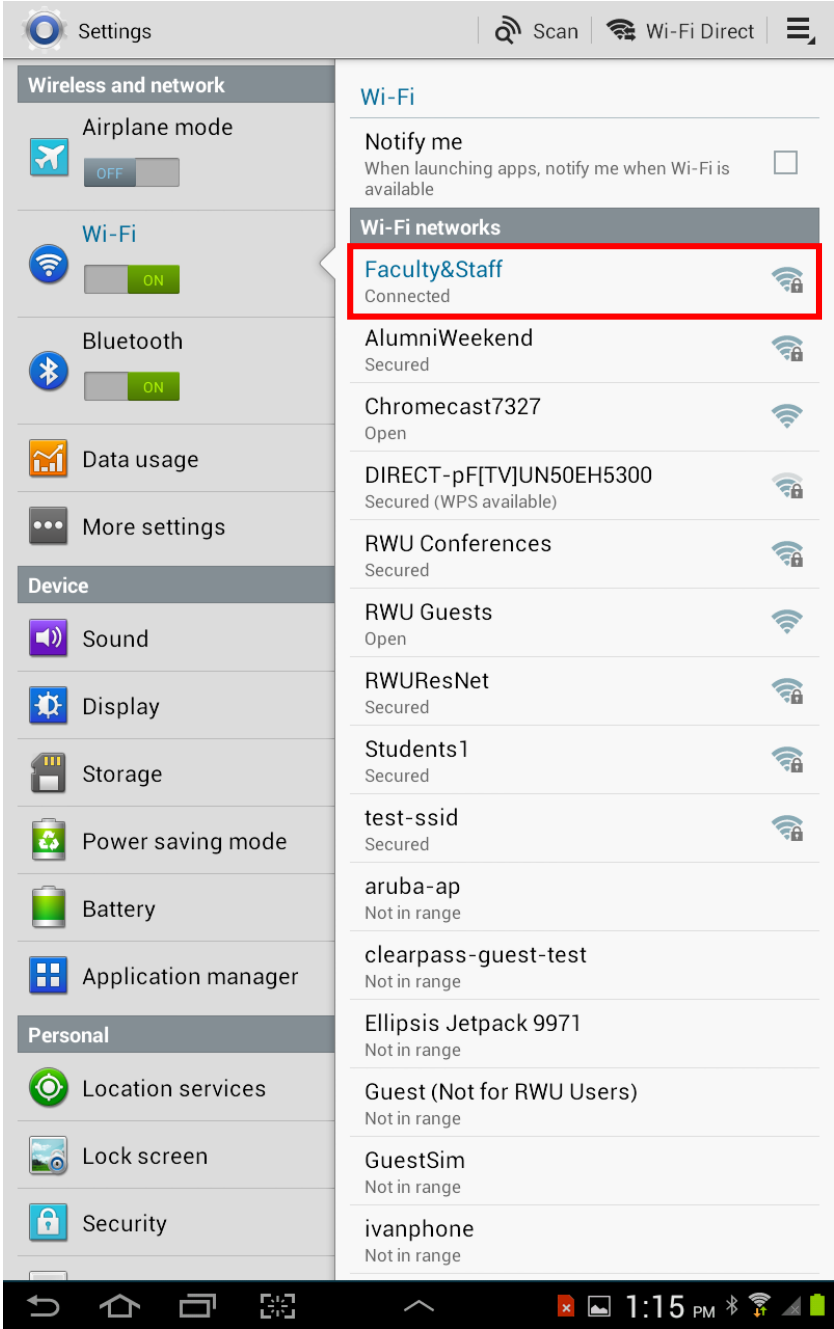 Settings
Scan
Wi-Fi Direct
Wireless and network
Airplane mode
OFF
Wi-Fi
ON
Bluetooth
ON
Data usage
More settings
Device
Sound
Display
Storage
Power saving mode
Battery
Application manager
Personal
Location services
Lock screen
Security
Wi-Fi
Notify me
When launching apps, notify me when Wi-Fi is
available
Wi-Fi networks
Faculty&Staff
Connected
AlumniWeekend
Secured
Chromecast7327
Open
DIRECT-pF[TV]UN50EH5300
Secured (WPS available)
RWU Conferences
Secured
RWU Guests
Open
RWUResNet
Secured
Students1
Secured
test-ssid
Secured
aruba-ap
Not in range
clearpass-guest-test
Not in range
Ellipsis Jetpack 9971
Not in range
Guest (Not for RWU Users)
Not in range
GuestSim
Not in range
ivanphone
Not in range
1:15 PM